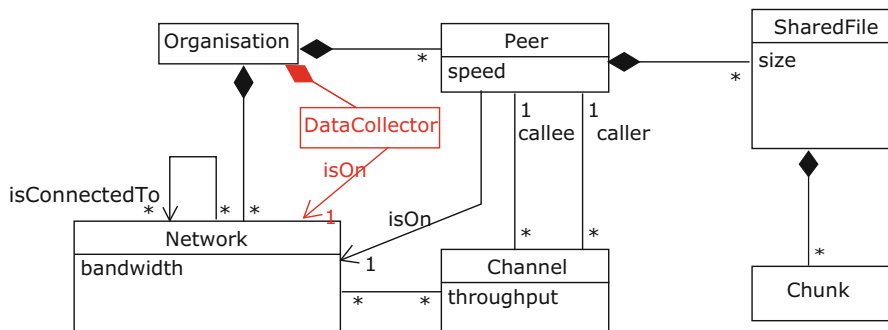 Organisation
*
Peer
speed
*
SharedFile
size
DataCollector
1
callee
1
caller
isOn
isConnectedTo
*
*
*
1
isOn
Network
bandwidth
1
*
*
Channel
throughput
*
*
*
Chunk